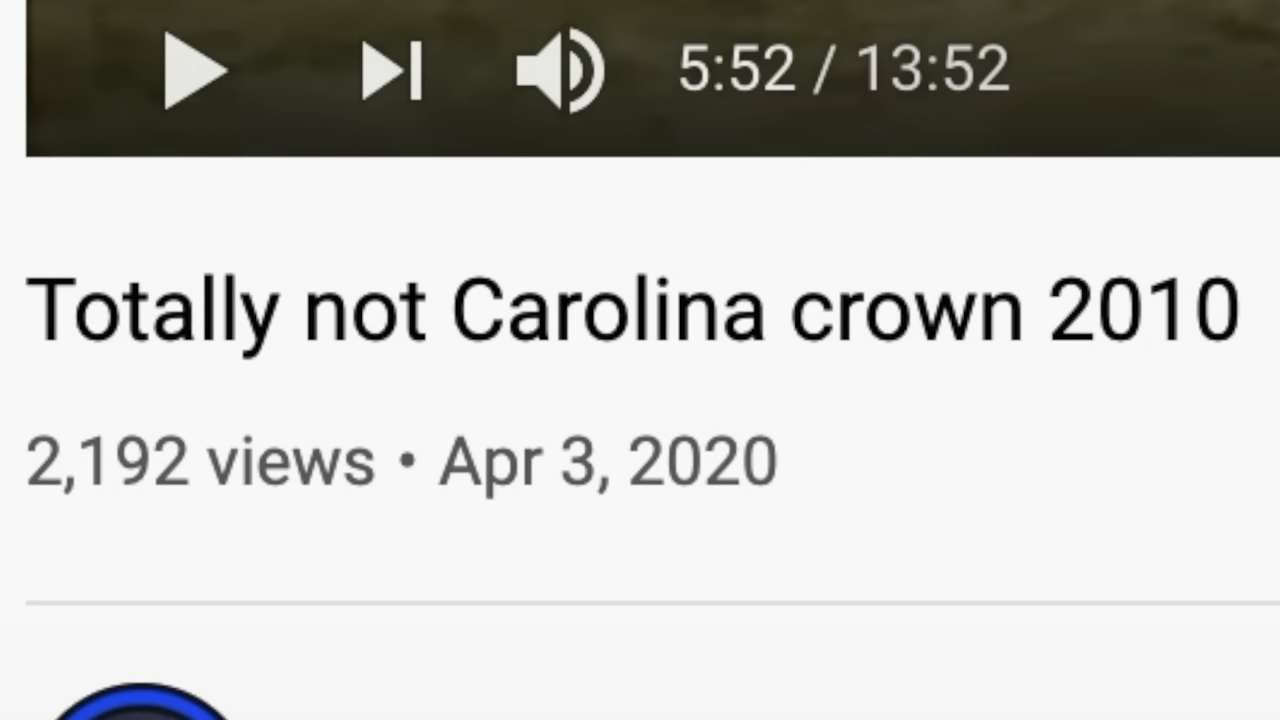 5:52 / 13:52
Totally not Carolina crown 2010
2,192 views • Apr 3, 2020